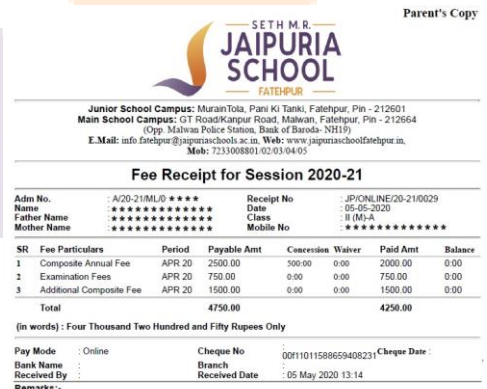 Parent's Copy
SETH M.R.
JAIPURIA
SCHOOL
FATEHPUR
Junior School Campus: MurainTola, Pani Ki Tanki, Fatehpur, Pin - 212601
Main School Campus: GT Road/Kanpur Road, Malwan, Fatehpur, Pin - 212664
(Opp. Malwan Police Station, Bank of Baroda- NH19)
E.Mail: info.fatehpur@jaipuriaschools.ac.in, Web: www.jaipuriaschoolfatehpur.in,
Mob: 7233008801/02/03/04/05
Fee Receipt for Session 2020-21
Adm No. : A/20-21/ML/0 * * * * Receipt No : JP/ONLINE/20-21/0029
Name : * * * * * * * * * * * * * Date : 05-05-2020
Father Name : * * * * * * * * * * * * * Class : II (M)-A
Mother Name : * * * * * * * * * * * * * Mobile No : * * * * * * * * * * * * *
SR Fee Particulars Period Payable Amt Concession Waiver Paid Amt Balance
1 Composite Annual Fee APR 20 2500.00 500:00 0:00 2000.00 0:00
2 Examination Fees APR 20 750.00 0:00 0:00 750.00 0:00
3 Additional Composite Fee APR 20 1500.00 0:00 0:00 1500.00 0:00
Total 4750.00 4250.00
(in words) : Four Thousand Two Hundred and Fifty Rupees Only
Pay Mode : Online Cheque No : 00f11011588659408231 Cheque Date :
Bank Name : Branch :
Received By : Received Date : 05 May 2020 13:14
Remarks:-